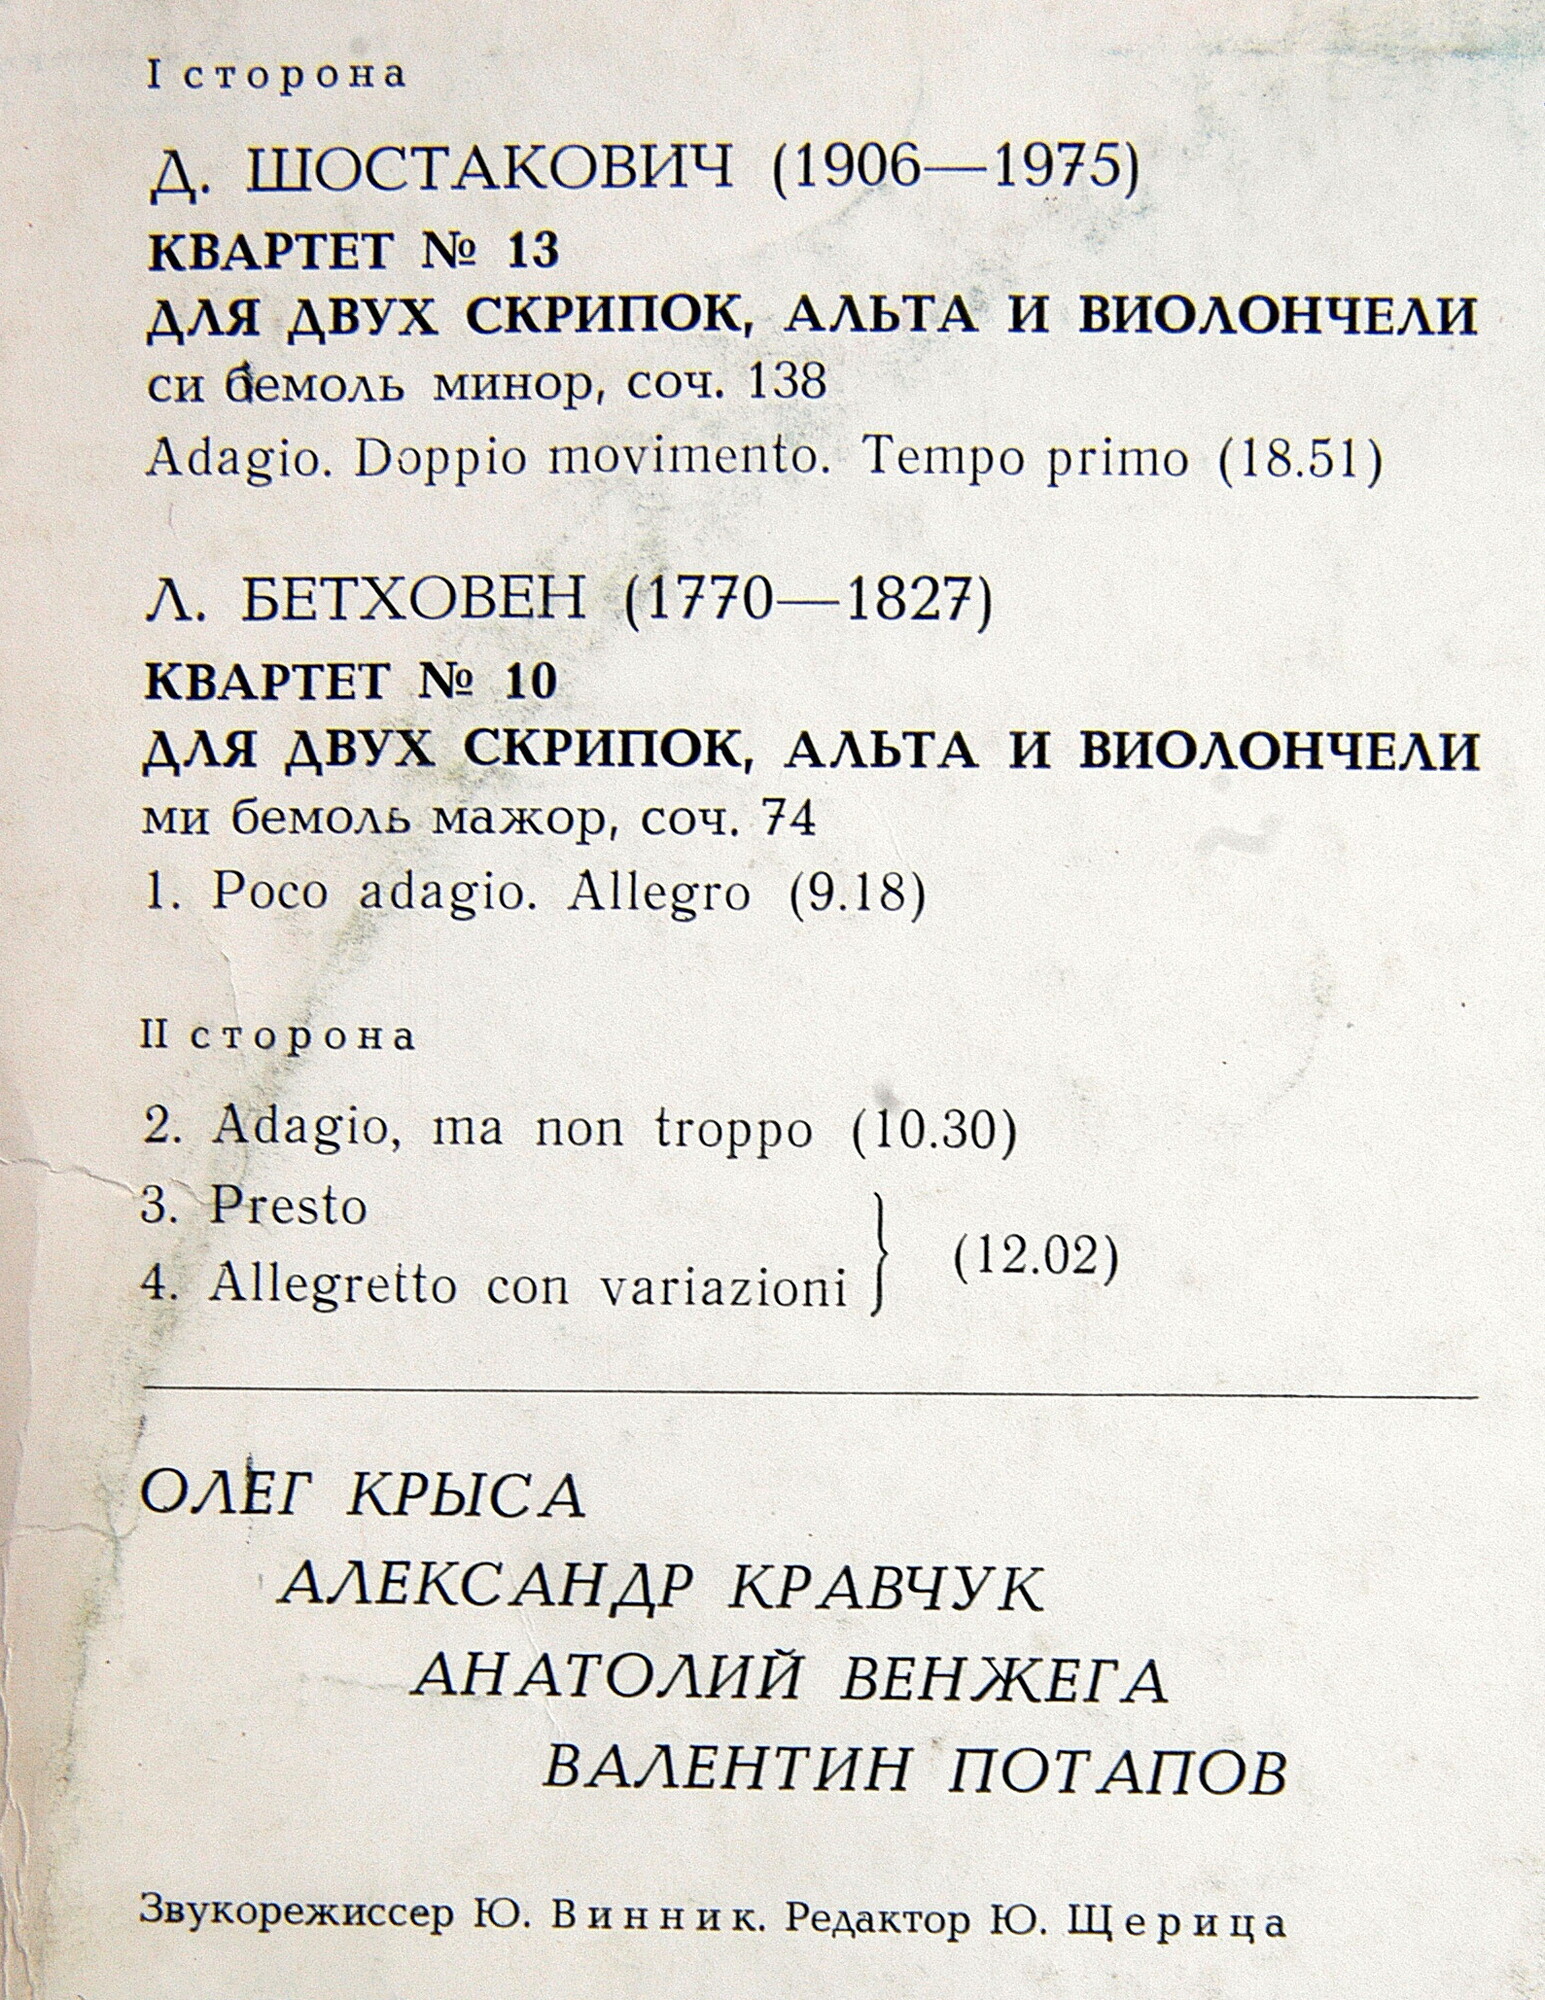 I сторона
Д. ШОСТАКОВИЧ (1906—1975)
КВАРТЕТ № 13
ДЛЯ ДВУХ СКРИПОК, АЛЬТА И ВИОЛОНЧЕЛИ
си бемоль минор, соч. 138
Adagio. Doppio movimento. Tempo primo (18.51)
Л. БЕТХОВЕН (1770—1827)
КВАРТЕТ № 10
ДЛЯ ДВУХ СКРИПОК, АЛЬТА И ВИОЛОНЧЕЛИ
ми бемоль мажор, соч. 74
1. Poco adagio. Allegro (9.18)
II сторона
2. Adagio, ma non troppo (10.30)
3. Presto
4. Allegretto con variazioni } (12.02)
ОЛЕГ КРЫСА
АЛЕКСАНДР КРАВЧУК
АНАТОЛИЙ ВЕНЖЕГА
ВАЛЕНТИН ПОТАПОВ
Звукорежиссер Ю. Винник. Редактор Ю. Щерица